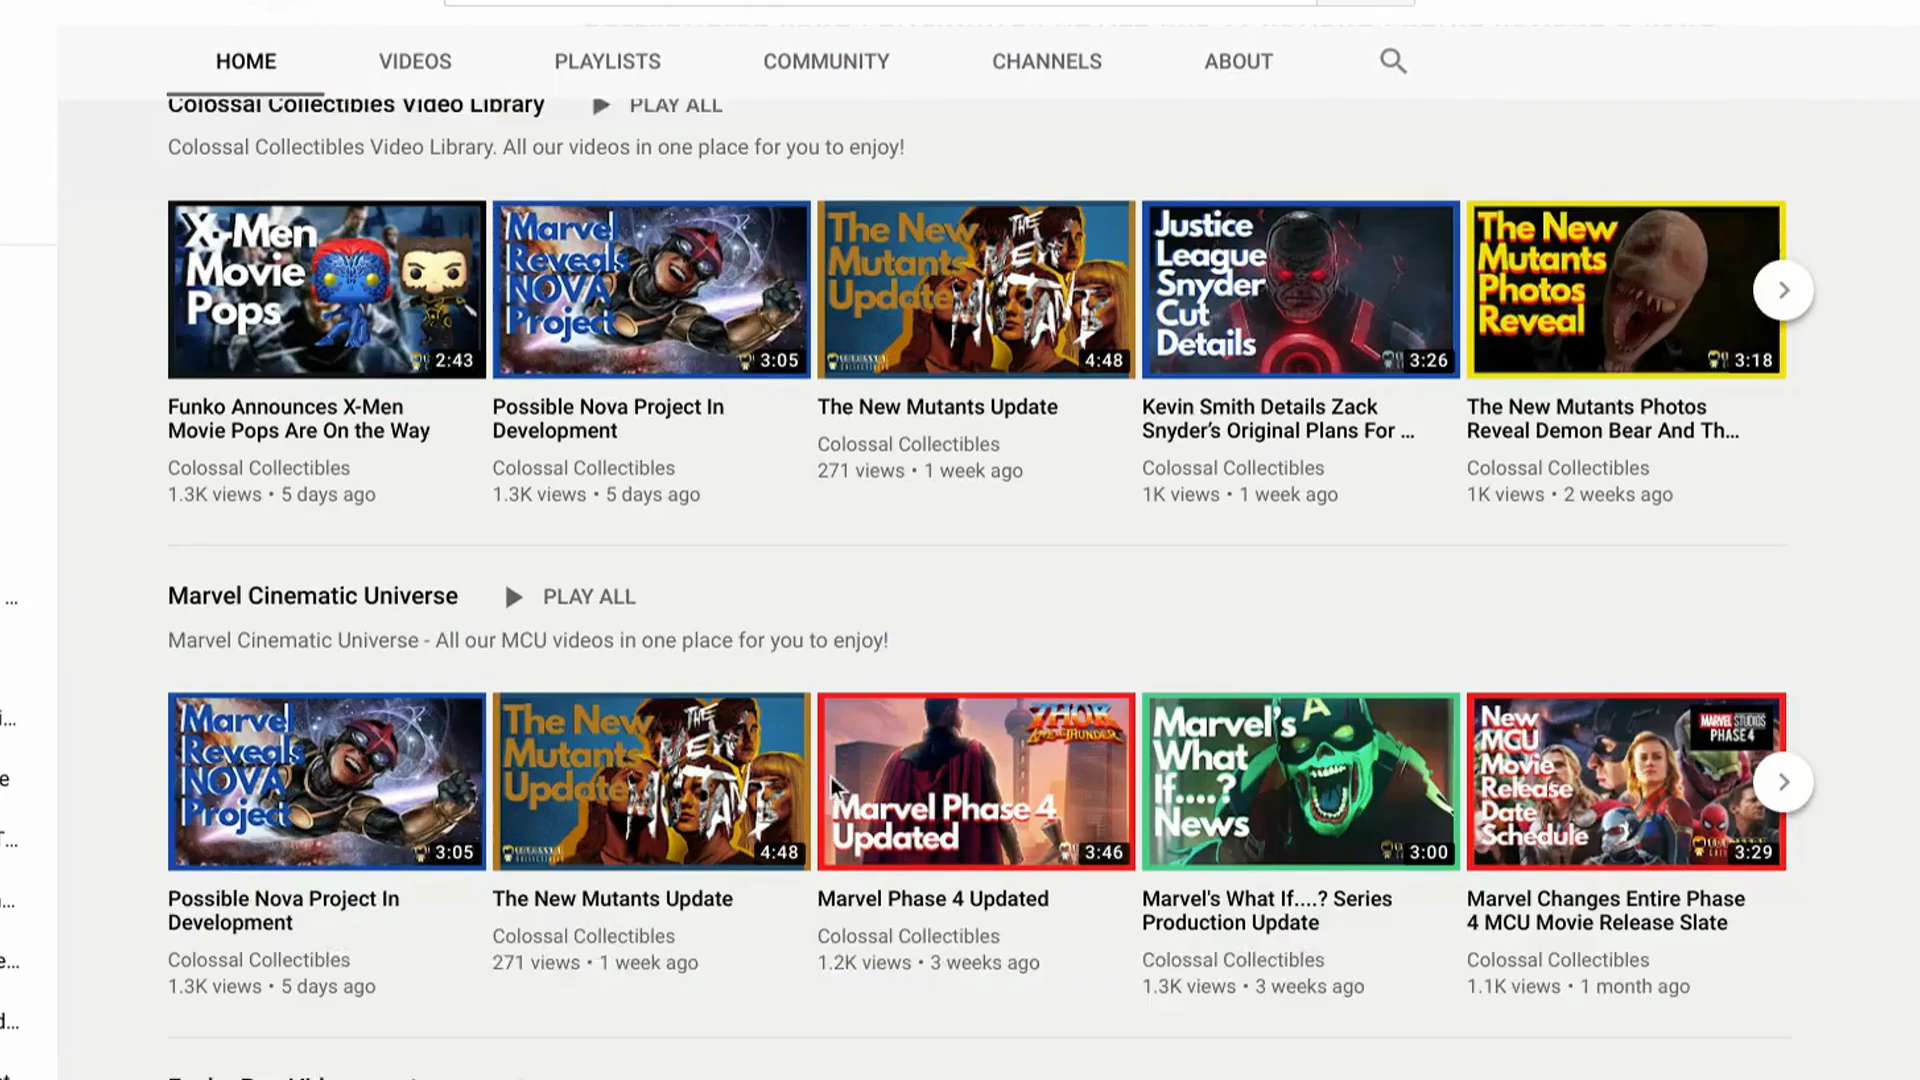 HOME VIDEOS PLAYLISTS COMMUNITY CHANNELS ABOUT
Colossal Collectibles Video Library PLAY ALL
Colossal Collectibles Video Library. All our videos in one place for you to enjoy!
X-Men
Movie
Pops
2:43
Marvel
Reveals
NOVA
Project
3:05
The New
Mutants
Update
THE
NEW
MUTANTS
4:48
Justice
League
Snyder
Cut
Details
3:26
The New
Mutants
Photos
Reveal
3:18
Funko Announces X-Men
Movie Pops Are On the Way
Colossal Collectibles
1.3K views • 5 days ago
Possible Nova Project In
Development
Colossal Collectibles
1.3K views • 5 days ago
The New Mutants Update
Colossal Collectibles
271 views • 1 week ago
Kevin Smith Details Zack
Snyder’s Original Plans For ...
Colossal Collectibles
1K views • 1 week ago
The New Mutants Photos
Reveal Demon Bear And Th...
Colossal Collectibles
1K views • 2 weeks ago
Marvel Cinematic Universe PLAY ALL
Marvel Cinematic Universe - All our MCU videos in one place for you to enjoy!
Marvel
Reveals
NOVA
Project
3:05
The New
Mutants
Update
4:48
THOR
LOVE AND THUNDER
Marvel Phase 4
Updated
3:46
A
Marvel's
What
If....?
News
3:00
New
MCU
Movie
Release
Date
Schedule
MARVEL STUDIOS
PHASE 4
3:29
Possible Nova Project In
Development
Colossal Collectibles
1.3K views • 5 days ago
The New Mutants Update
Colossal Collectibles
271 views • 1 week ago
Marvel Phase 4 Updated
Colossal Collectibles
1.2K views • 3 weeks ago
Marvel's What If....? Series
Production Update
Colossal Collectibles
1.3K views • 3 weeks ago
Marvel Changes Entire Phase
4 MCU Movie Release Slate
Colossal Collectibles
1.1K views • 1 month ago